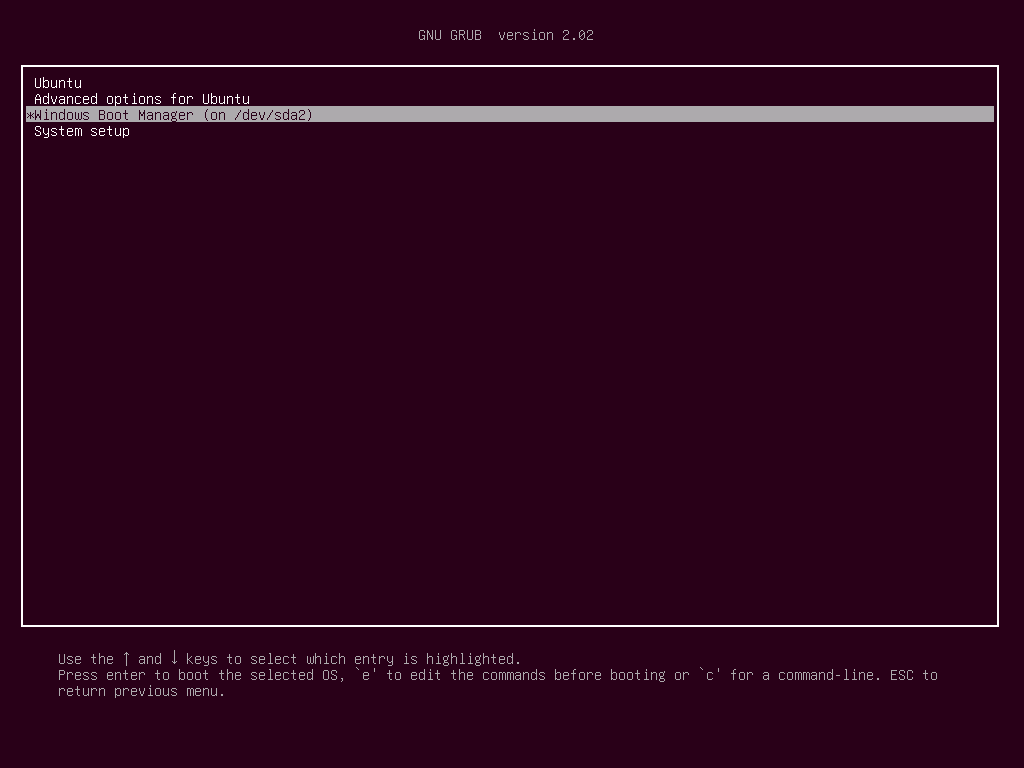 GNU GRUB  version 2.02
Ubuntu
Advanced options for Ubuntu
*Windows Boot Manager (on /dev/sda2)
System setup
Use the ↑ and ↓ keys to select which entry is highlighted.
Press enter to boot the selected OS, `e' to edit the commands before booting or `c' for a command-line. ESC to
return previous menu.